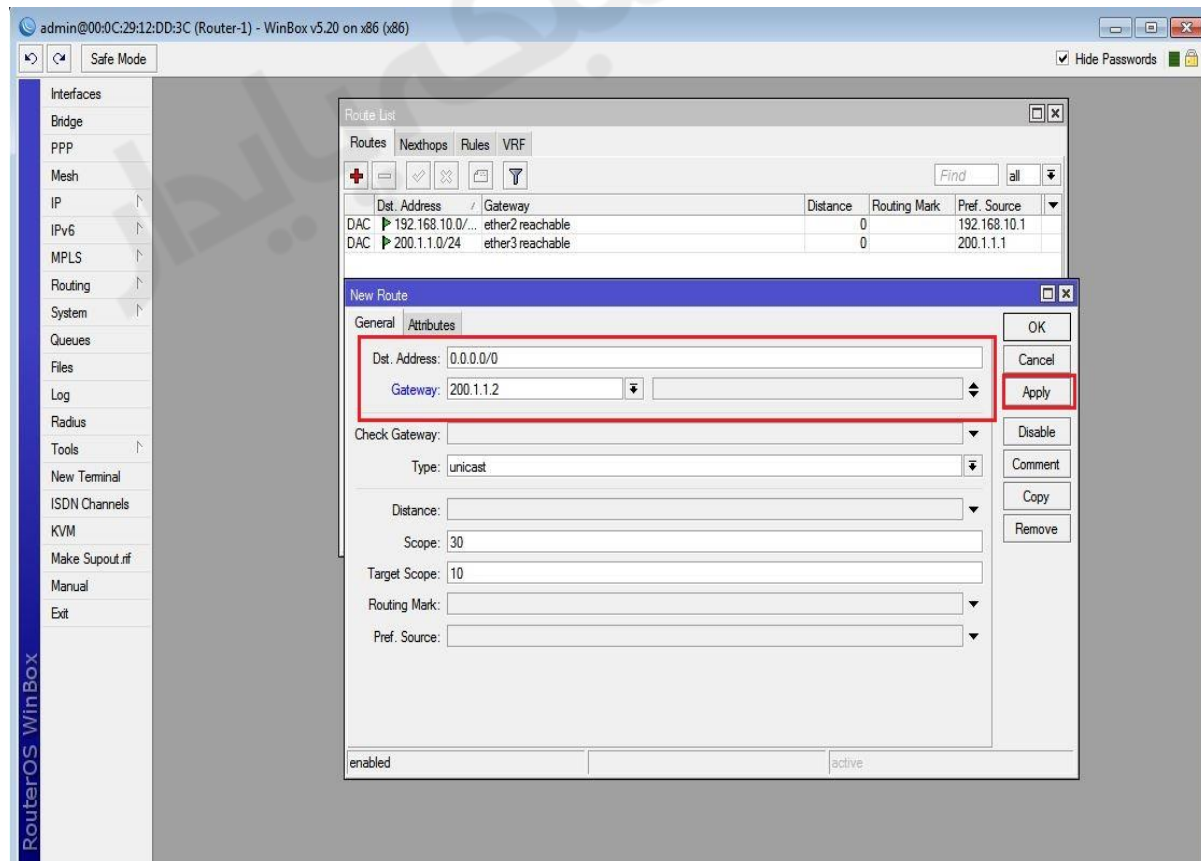 admin@00:0C:29:12:DD:3C (Router-1) - WinBox v5.20 on x86 (x86)
Safe Mode
Hide Passwords
Interfaces
Bridge
PPP
Mesh
IP
IPv6
MPLS
Routing
System
Queues
Files
Log
Radius
Tools
New Terminal
ISDN Channels
KVM
Make Supout.rif
Manual
Exit
RouterOS WinBox
Route List
Routes Nexthops Rules VRF
Find all
Dst. Address / Gateway Distance Routing Mark Pref. Source
DAC 192.168.10.0/... ether2 reachable 0 192.168.10.1
DAC 200.1.1.0/24 ether3 reachable 0 200.1.1.1
New Route
General Attributes
Dst. Address: 0.0.0.0/0
Gateway: 200.1.1.2
Check Gateway:
Type: unicast
Distance:
Scope: 30
Target Scope: 10
Routing Mark:
Pref. Source:
OK
Cancel
Apply
Disable
Comment
Copy
Remove
enabled active